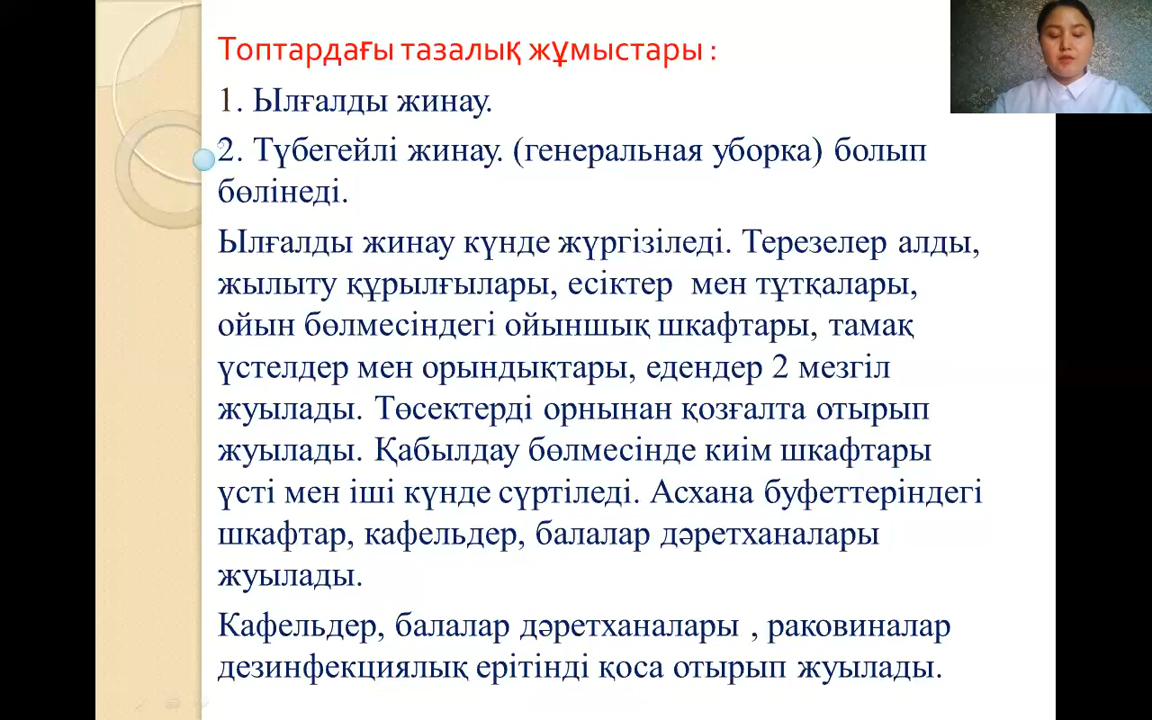 Топтардағы тазалық жұмыстары :
1. Ылғалды жинау.
2. Түбегейлі жинау. (генеральная уборка) болып
бөлінеді.
Ылғалды жинау күнде жүргізіледі. Терезелер алды,
жылыту құрылғылары, есіктер мен тұтқалары,
ойын бөлмесіндегі ойыншық шкафтары, тамақ
үстелдер мен орындықтары, едендер 2 мезгіл
жуылады. Төсектерді орнынан қозғалта отырып
жуылады. Қабылдау бөлмесінде киім шкафтары
үсті мен іші күнде сүртіледі. Асхана буфеттеріндегі
шкафтар, кафельдер, балалар дәретханалары
жуылады.
Кафельдер, балалар дәретханалары , раковиналар
дезинфекциялық ерітінді қоса отырып жуылады.